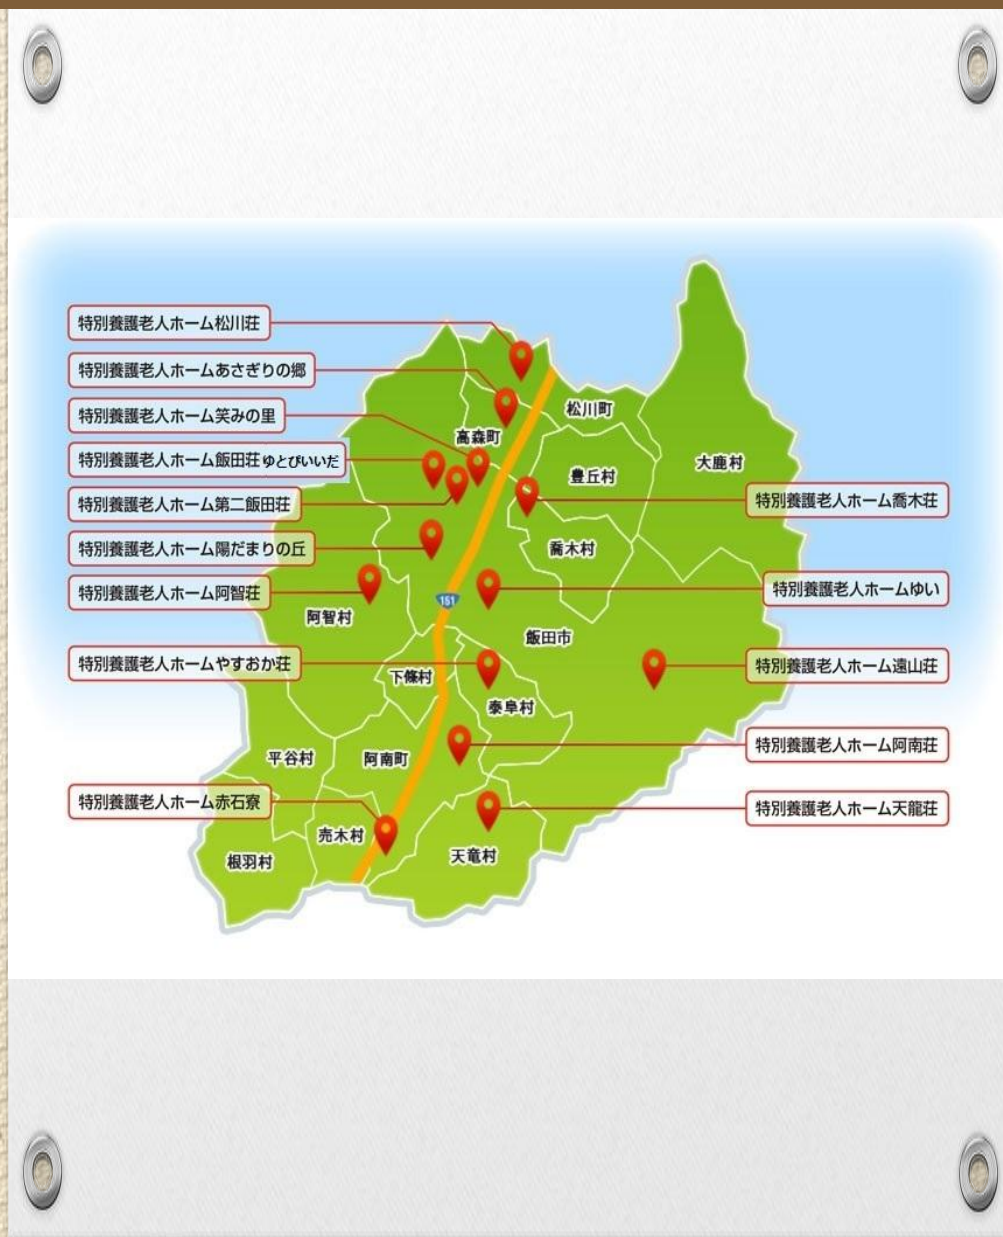 特別養護老人ホーム松川荘
特別養護老人ホームあさぎりの郷
特別養護老人ホーム笑みの里
特別養護老人ホーム飯田荘ゆとぴいいだ
特別養護老人ホーム第二飯田荘
特別養護老人ホーム陽だまりの丘
特別養護老人ホーム阿智荘
特別養護老人ホームやすおか荘
特別養護老人ホーム赤石寮
松川町
高森町
大鹿村
豊丘村
喬木村
151
阿智村
飯田市
下條村
泰阜村
平谷村
阿南町
売木村
天竜村
根羽村
特別養護老人ホーム喬木荘
特別養護老人ホームゆい
特別養護老人ホーム遠山荘
特別養護老人ホーム阿南荘
特別養護老人ホーム天龍荘